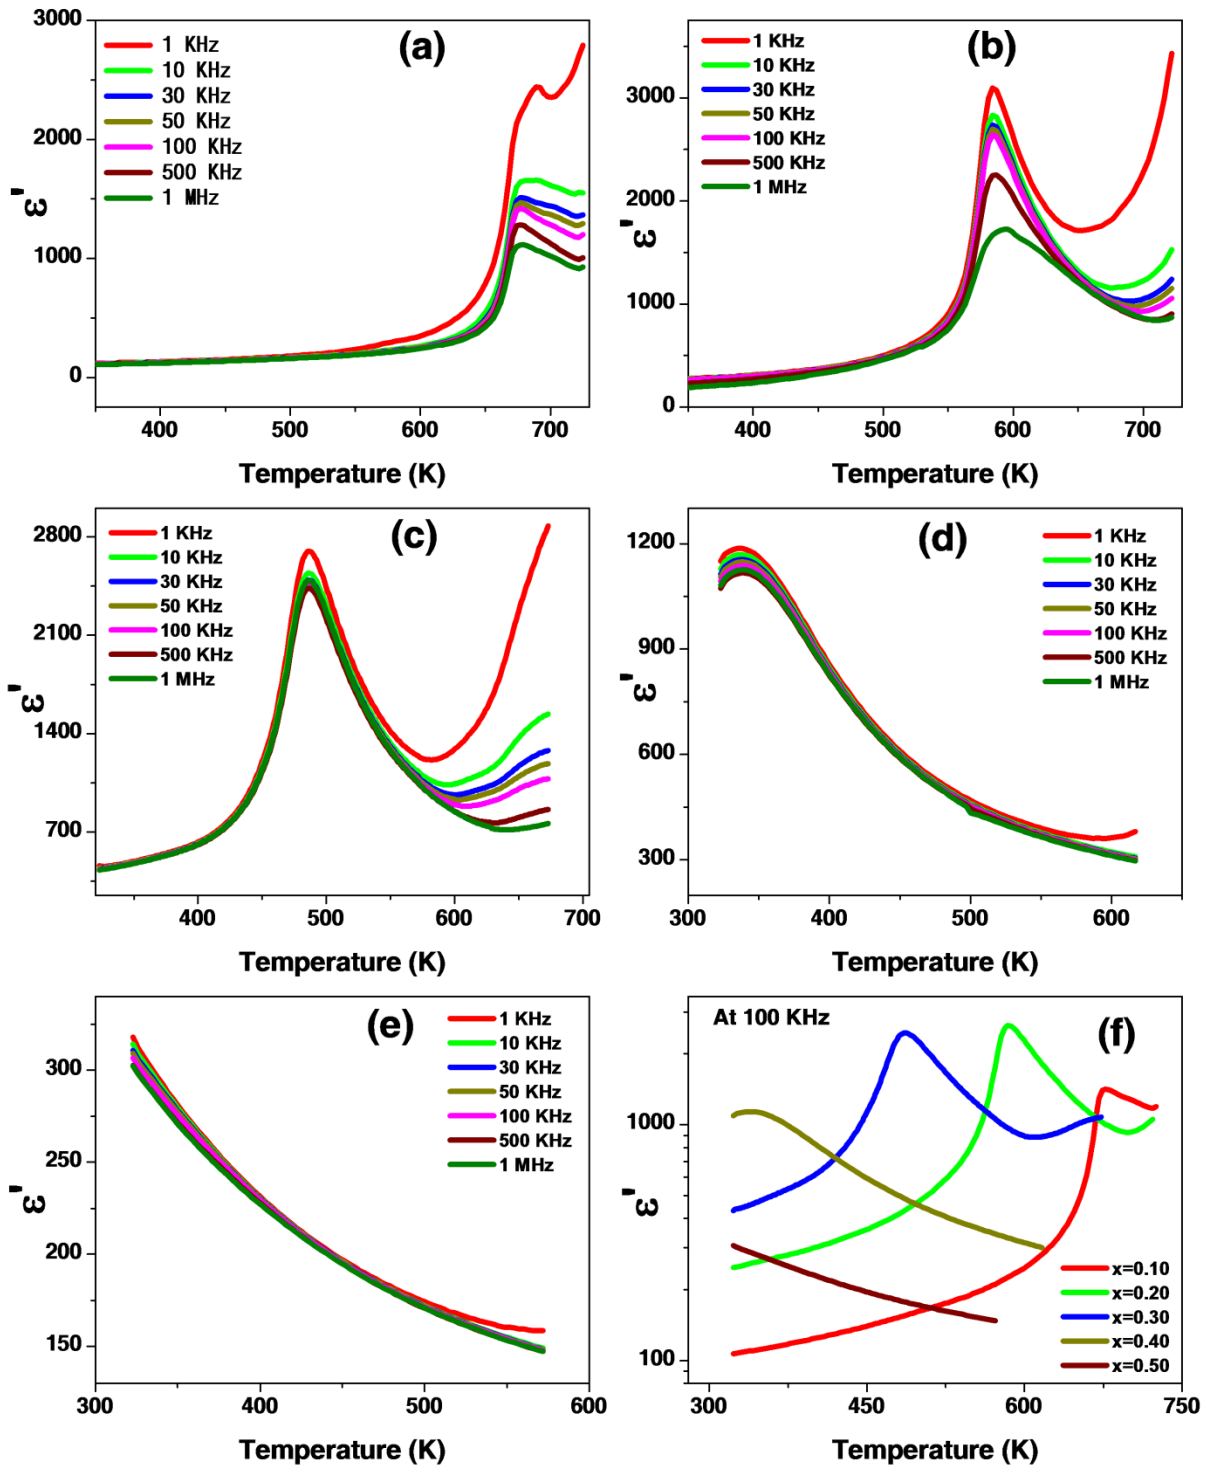 (a)
1 KHz
10 KHz
30 KHz
50 KHz
100 KHz
500 KHz
1 MHz
3000
2000
1000
0
ε'
400
500
600
700
Temperature (K)
(b)
1 KHz
10 KHz
30 KHz
50 KHz
100 KHz
500 KHz
1 MHz
3000
2000
1000
0
ε'
400
500
600
700
Temperature (K)
(c)
1 KHz
10 KHz
30 KHz
50 KHz
100 KHz
500 KHz
1 MHz
2800
2100
1400
700
ε'
400
500
600
700
Temperature (K)
(d)
1 KHz
10 KHz
30 KHz
50 KHz
100 KHz
500 KHz
1 MHz
1200
900
600
300
ε'
300
400
500
600
Temperature (K)
(e)
1 KHz
10 KHz
30 KHz
50 KHz
100 KHz
500 KHz
1 MHz
300
250
200
150
ε'
300
400
500
600
Temperature (K)
At 100 KHz
(f)
1000
100
ε'
x=0.10
x=0.20
x=0.30
x=0.40
x=0.50
300
450
600
750
Temperature (K)